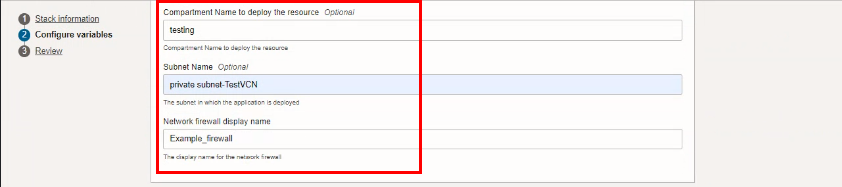 1 Stack information
2 Configure variables
3 Review
Compartment Name to deploy the resource Optional
testing
Compartment Name to deploy the resource
Subnet Name Optional
private subnet-TestVCN
The subnet in which the application is deployed
Network firewall display name
Example_firewall
The display name for the network firewall